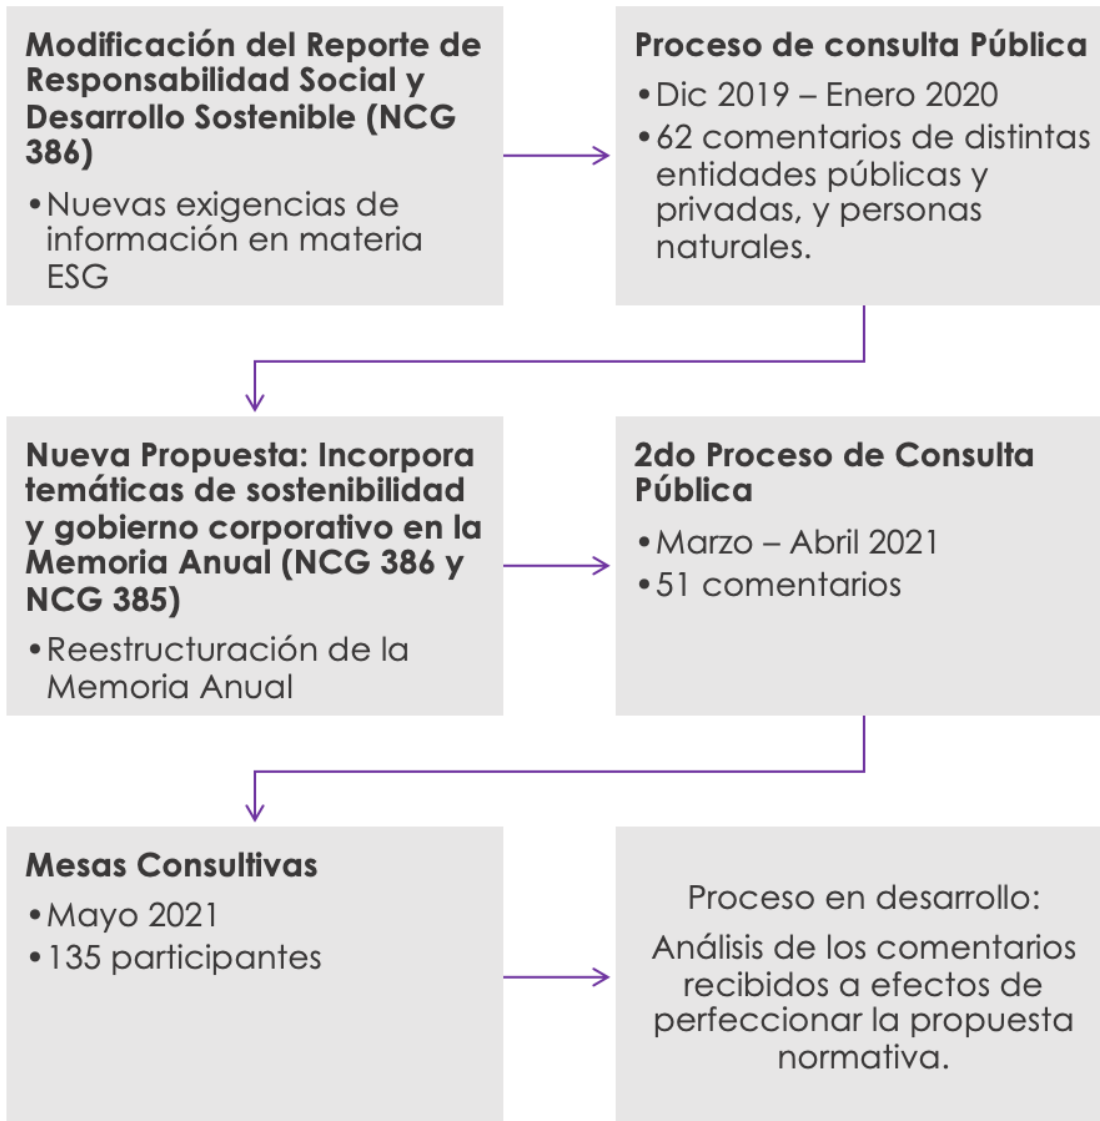 Modificación del Reporte de
Responsabilidad Social y
Desarrollo Sostenible (NCG
386)
•Nuevas exigencias de
información en materia
ESG
Proceso de consulta Pública
•Dic 2019 – Enero 2020
•62 comentarios de distintas
entidades públicas y
privadas, y personas
naturales.
Nueva Propuesta: Incorpora
temáticas de sostenibilidad
y gobierno corporativo en la
Memoria Anual (NCG 386 y
NCG 385)
•Reestructuración de la
Memoria Anual
2do Proceso de Consulta
Pública
•Marzo – Abril 2021
•51 comentarios
Mesas Consultivas
•Mayo 2021
•135 participantes
Proceso en desarrollo:
Análisis de los comentarios
recibidos a efectos de
perfeccionar la propuesta
normativa.